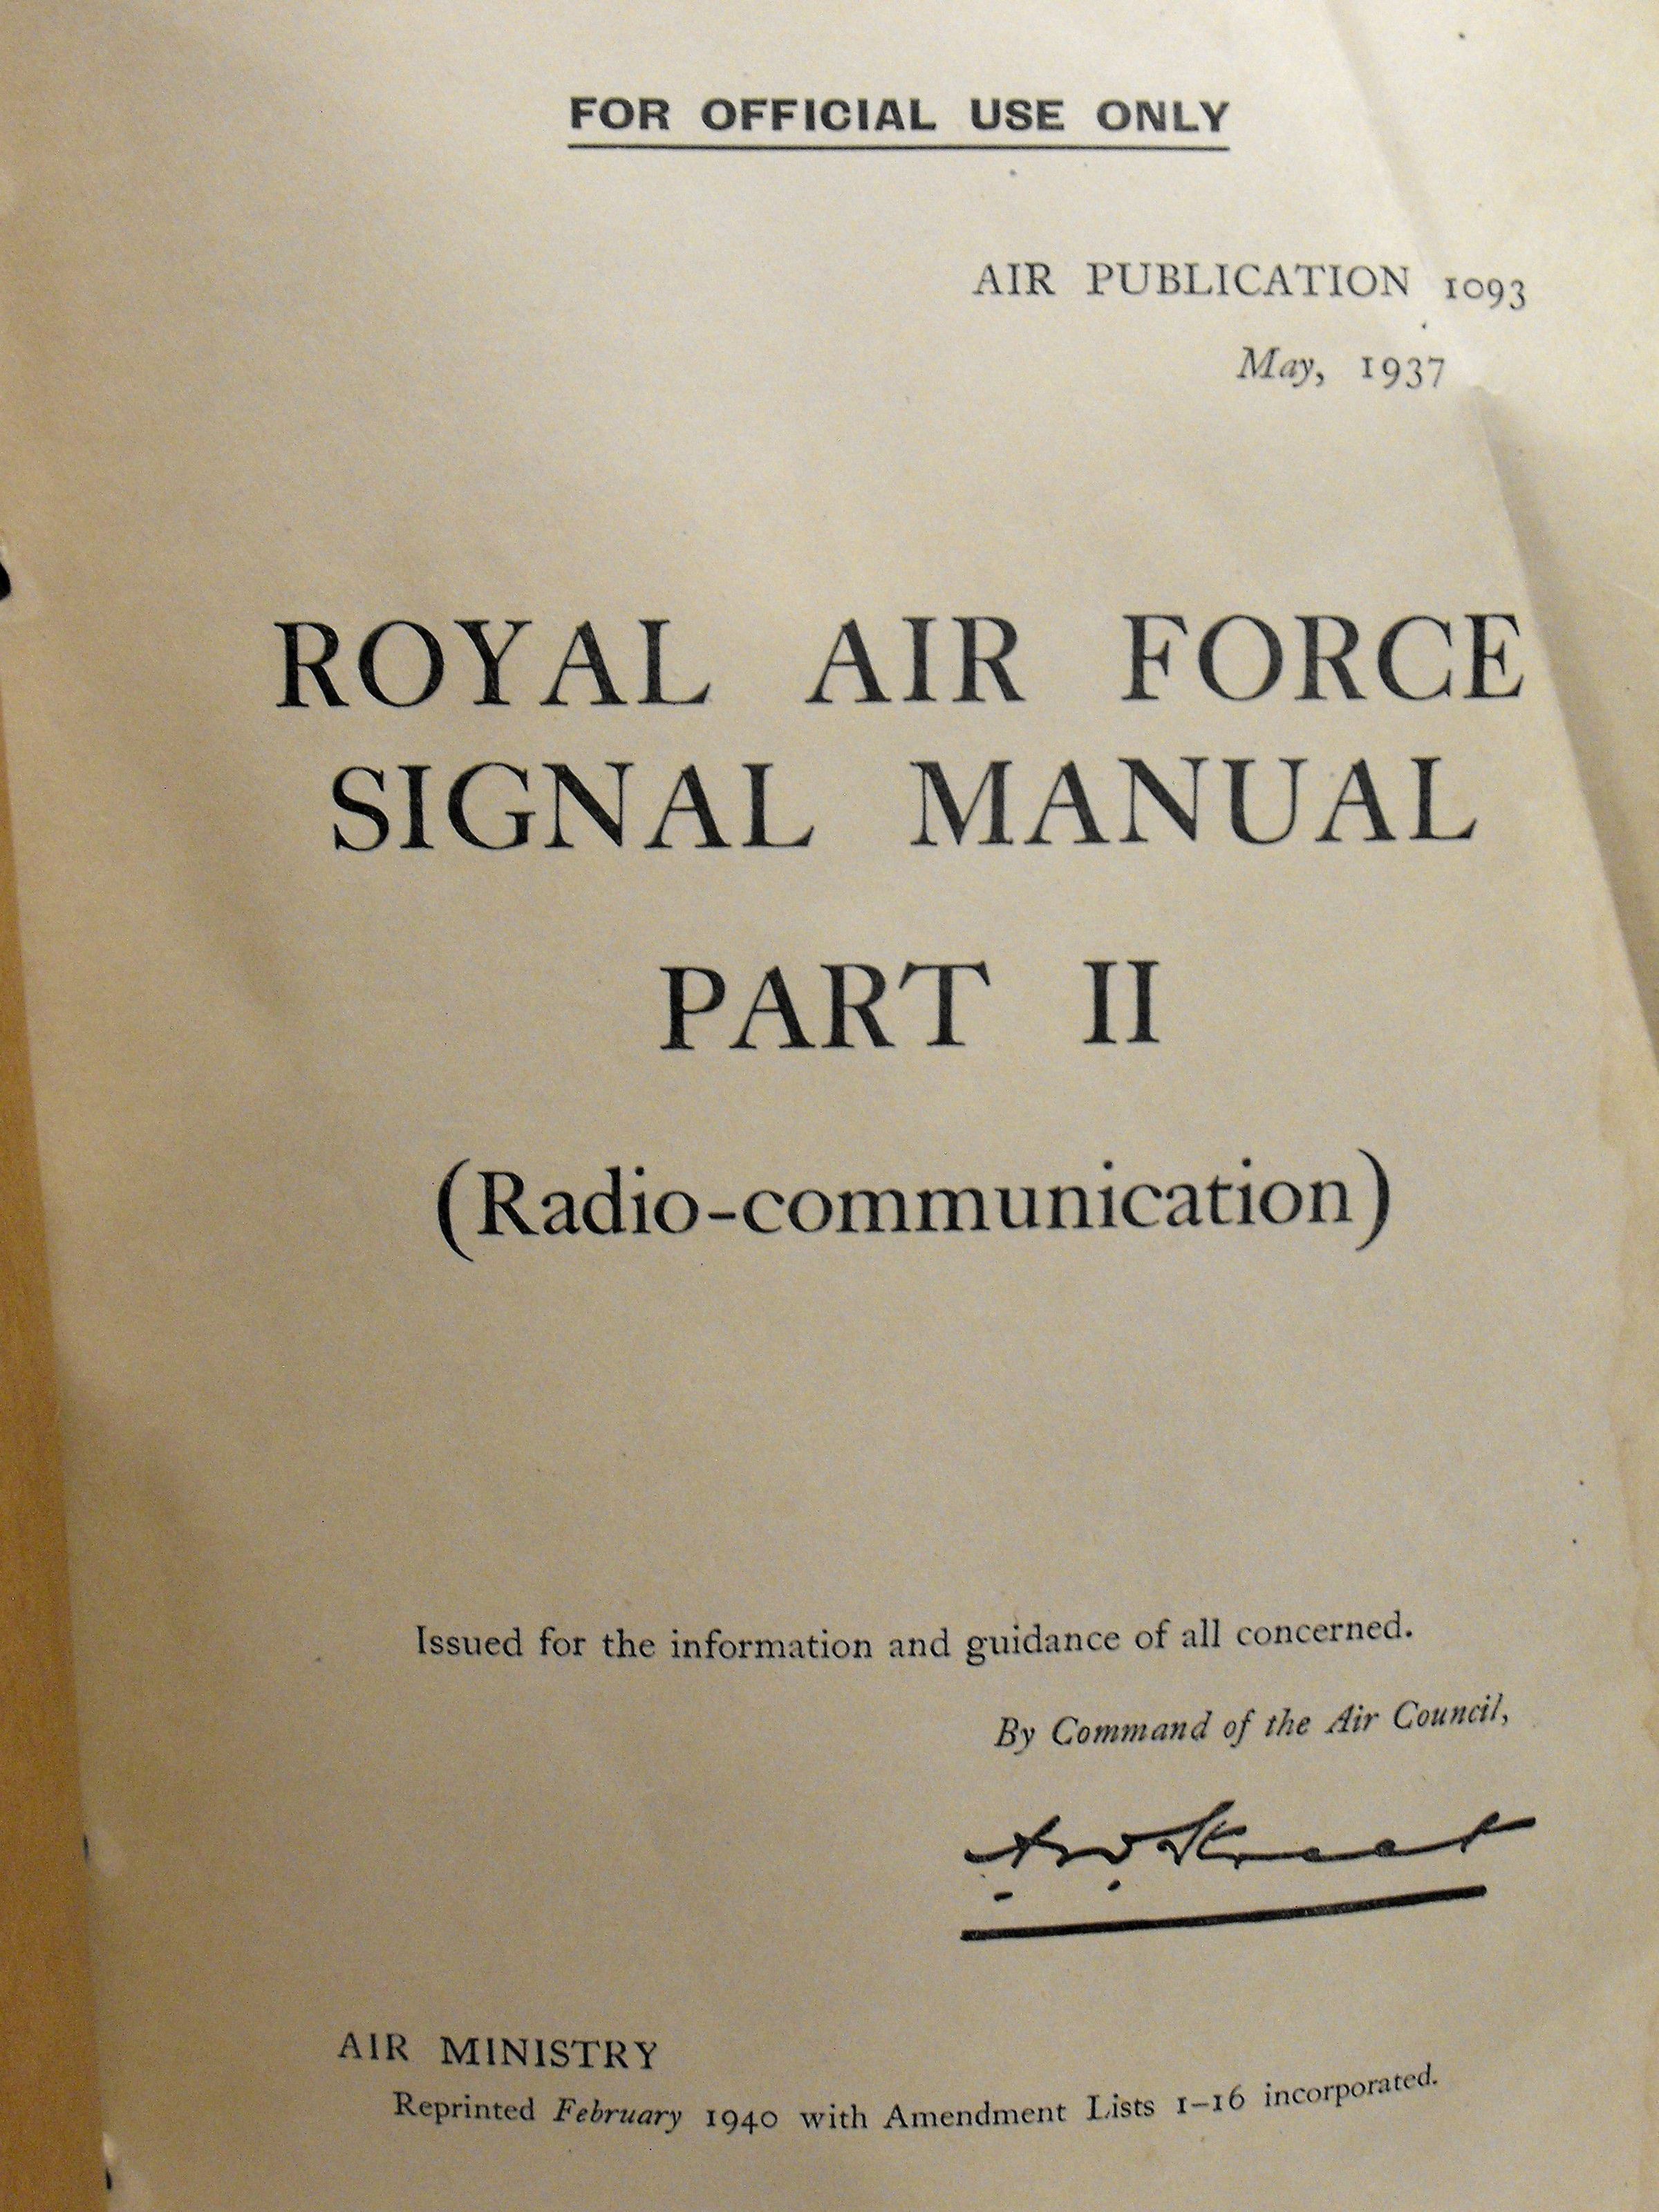 FOR OFFICIAL USE ONLY
AIR PUBLICATION 1093
May, 1937
ROYAL AIR FORCE
SIGNAL MANUAL
PART II
(Radio-communication)
Issued for the information and guidance of all concerned.
By Command of the Air Council,
A. W. Street
AIR MINISTRY
Reprinted February 1940 with Amendment Lists 1-16 incorporated.